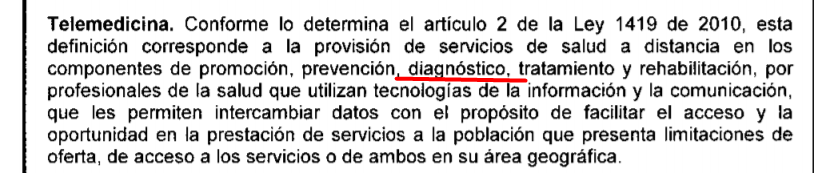 Telemedicina. Conforme lo determina el artículo 2 de la Ley 1419 de 2010, esta
definición corresponde a la provisión de servicios de salud a distancia en los
componentes de promoción, prevención, diagnóstico, tratamiento y rehabilitación, por
profesionales de la salud que utilizan tecnologías de la información y la comunicación,
que les permiten intercambiar datos con el propósito de facilitar el acceso y la
oportunidad en la prestación de servicios a la población que presenta limitaciones de
oferta, de acceso a los servicios o de ambos en su área geográfica.